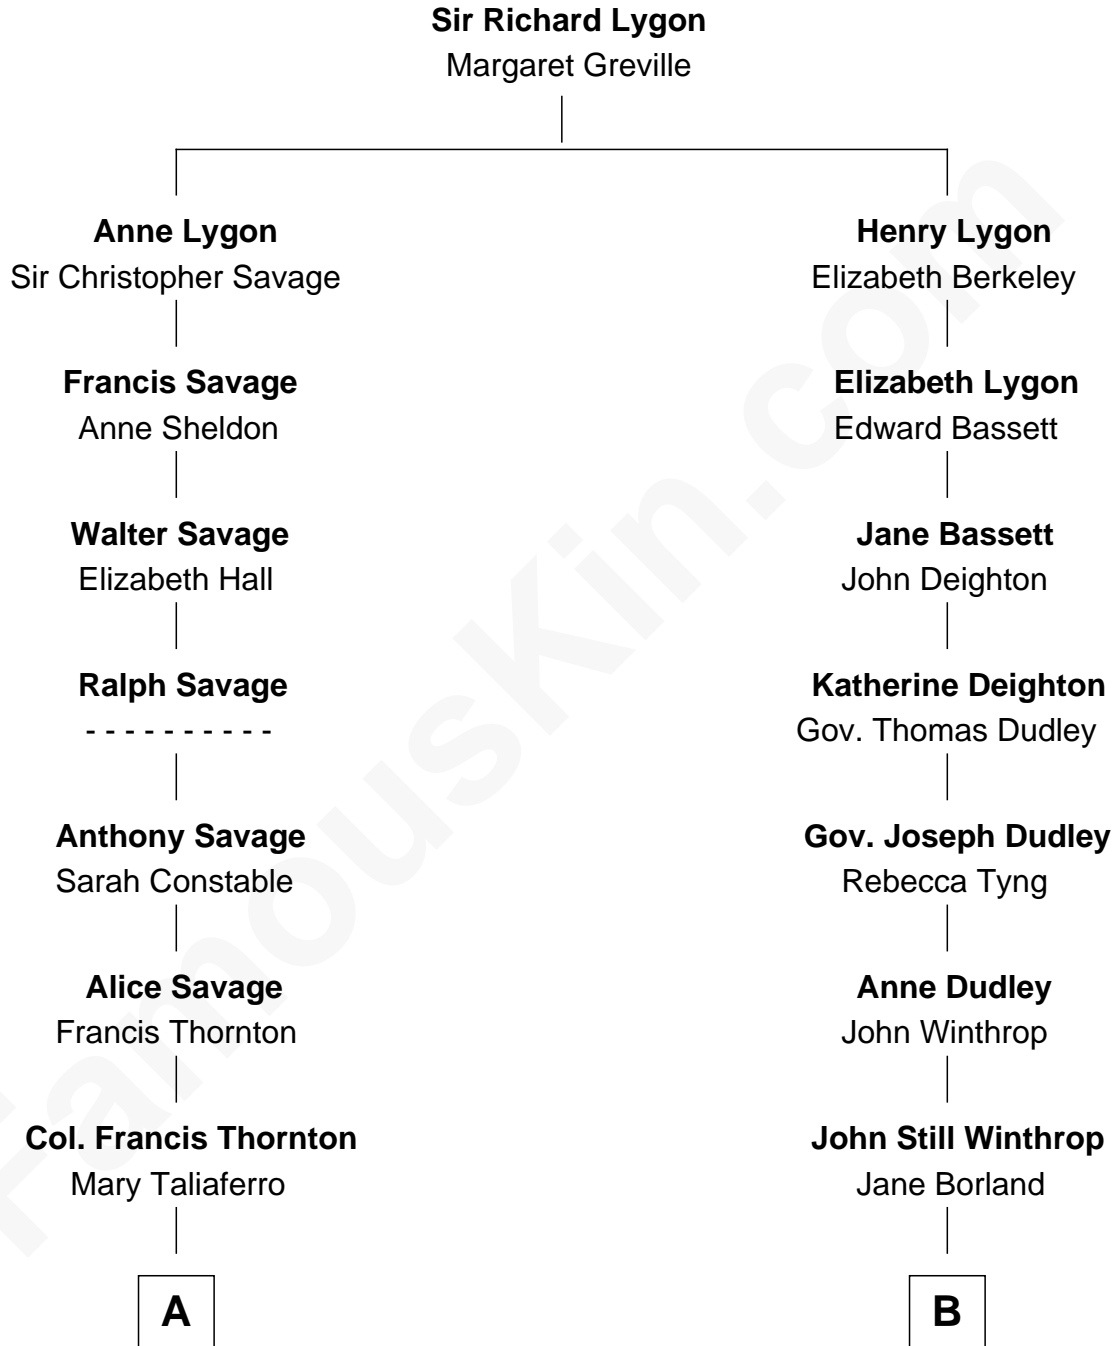 Sir Richard Lygon
Margaret Greville
Anne Lygon
Sir Christopher Savage
Henry Lygon
Elizabeth Berkeley
Francis Savage
Anne Sheldon
Elizabeth Lygon
Edward Bassett
Walter Savage
Elizabeth Hall
Jane Bassett
John Deighton
Ralph Savage
- - - - - - - - - -
Katherine Deighton
Gov. Thomas Dudley
Anthony Savage
Sarah Constable
Gov. Joseph Dudley
Rebecca Tyng
Alice Savage
Francis Thornton
Anne Dudley
John Winthrop
Col. Francis Thornton
Mary Taliaferro
John Still Winthrop
Jane Borland
A
B
FamousKin.com